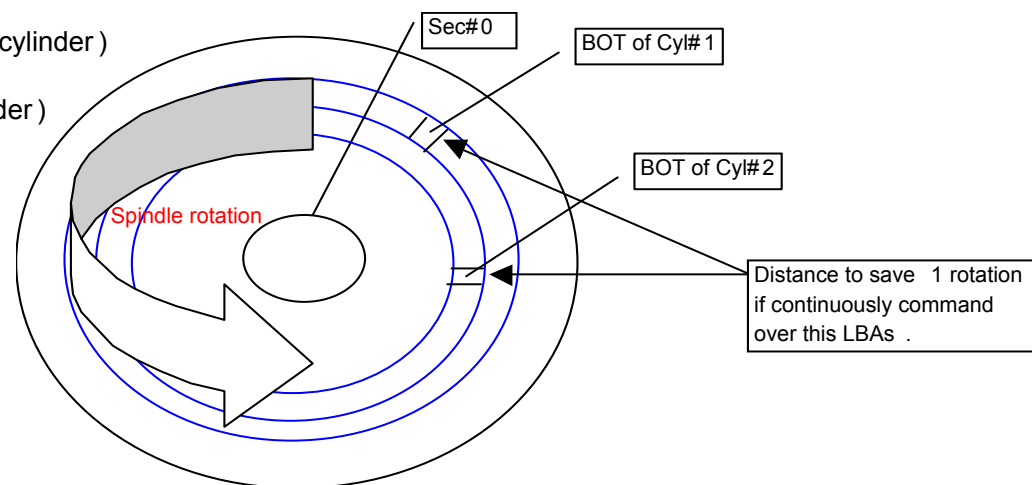 cylinder )
der )
Sec#0
BOT of Cyl#1
BOT of Cyl#2
Spindle rotation
Distance to save 1 rotation
if continuously command
over this LBAs .